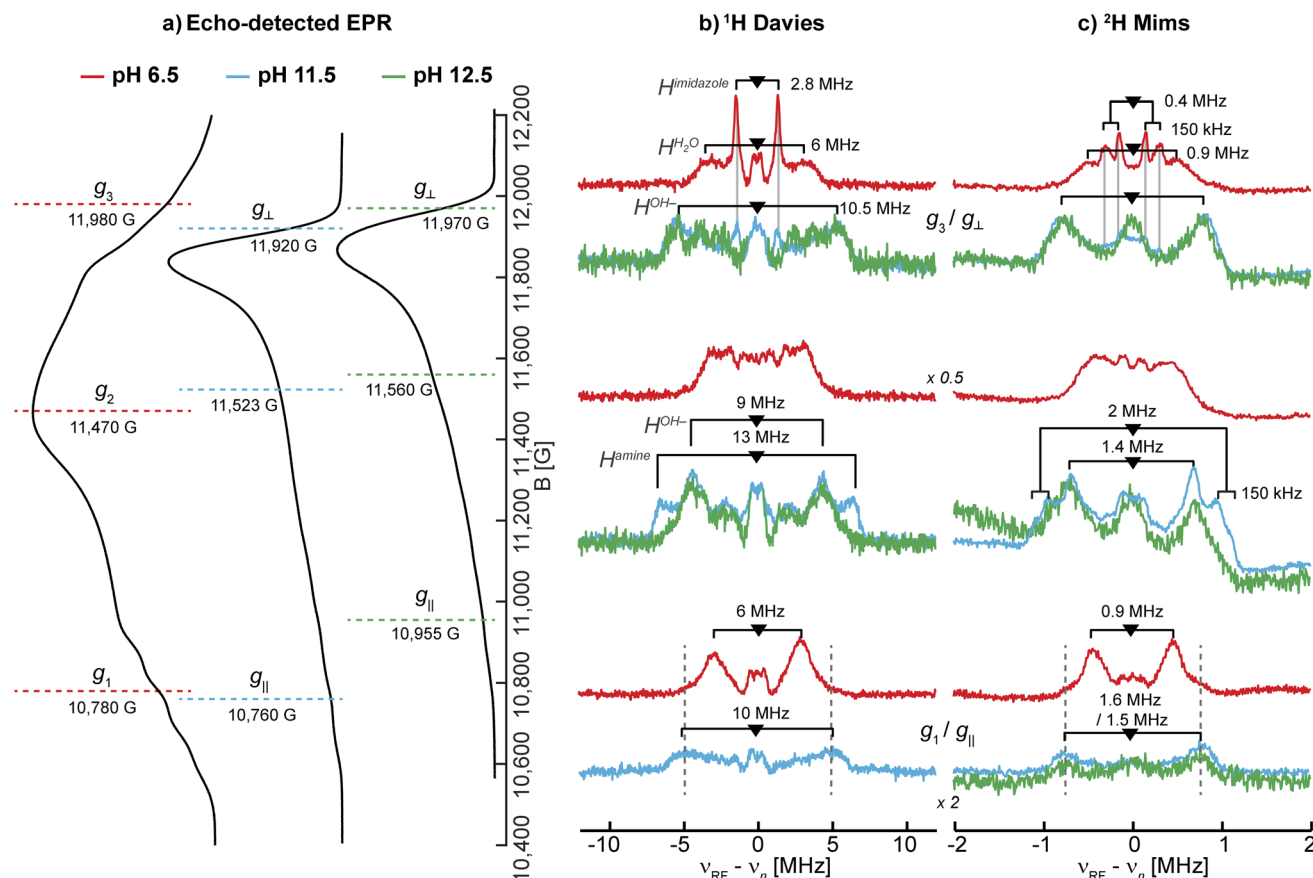 a) Echo-detected EPR
b) ¹H Davies
c) ²H Mims
pH 6.5
pH 11.5
pH 12.5
g₃
11,980 G
g⊥
11,920 G
g⊥
11,970 G
g₂
11,470 G
11,523 G
11,560 G
g₁
10,780 G
g||
10,760 G
g||
10,955 G
12,200
12,000
11,800
11,600
11,400
11,200
11,000
10,800
10,600
10,400
B [G]
Hⁱᵐⁱᵈᵃᶻᵒˡᵉ
2.8 MHz
H^H₂O
6 MHz
H^OH–
10.5 MHz
0.4 MHz
150 kHz
0.9 MHz
g₃ / g⊥
x 0.5
H^OH–
9 MHz
H^amine
13 MHz
2 MHz
1.4 MHz
150 kHz
6 MHz
0.9 MHz
10 MHz
g₁ / g||
1.6 MHz
/ 1.5 MHz
x 2
-10 -5 0 5 10
-2 -1 0 1 2
ν_RF - ν_n [MHz]
ν_RF - ν_n [MHz]